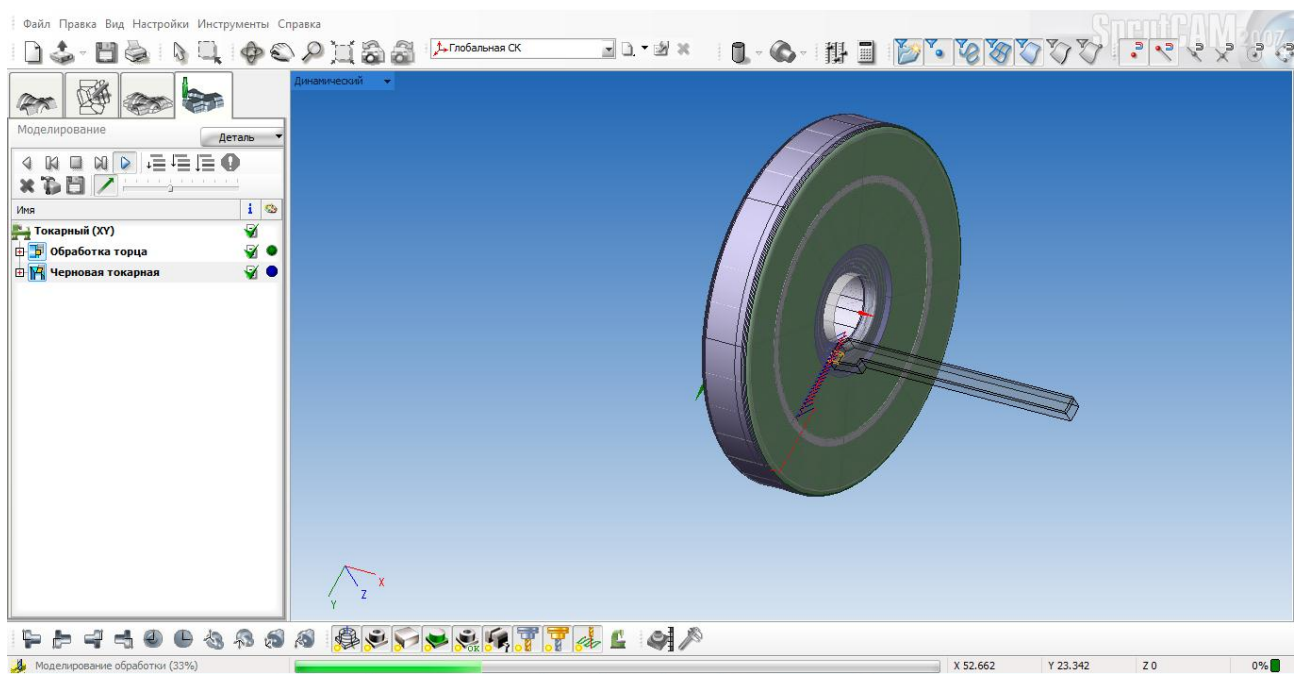 Файл Правка Вид Настройки Инструменты Справка
SprutCAM 2007
Глобальная СК
Динамический
Моделирование
Деталь
Имя
Токарный (XY)
Обработка торца
Черновая токарная
X
Z
Y
Моделирование обработки (33%)
X 52.662 Y 23.342 Z 0 0%